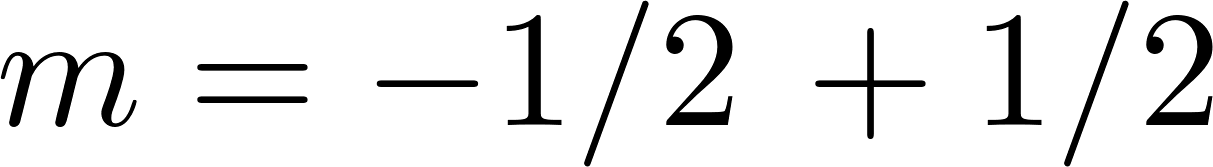 m = −1/2 + 1/2